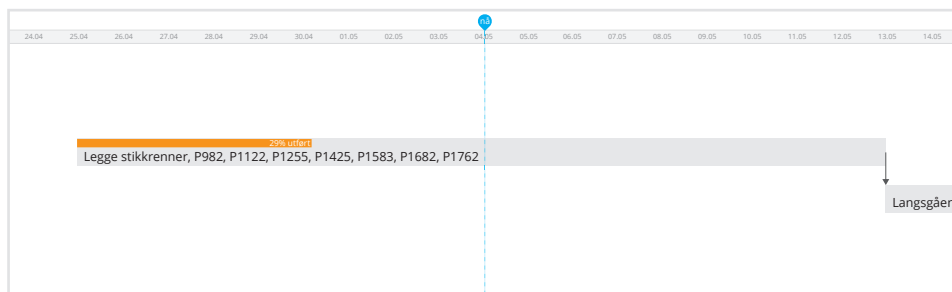 nå
24.04 25.04 26.04 27.04 28.04 29.04 30.04 01.05 02.05 03.05 04.05 05.05 06.05 07.05 08.05 09.05 10.05 11.05 12.05 13.05 14.05
29% utført
Legge stikkrenner, P982, P1122, P1255, P1425, P1583, P1682, P1762
Langsgåen